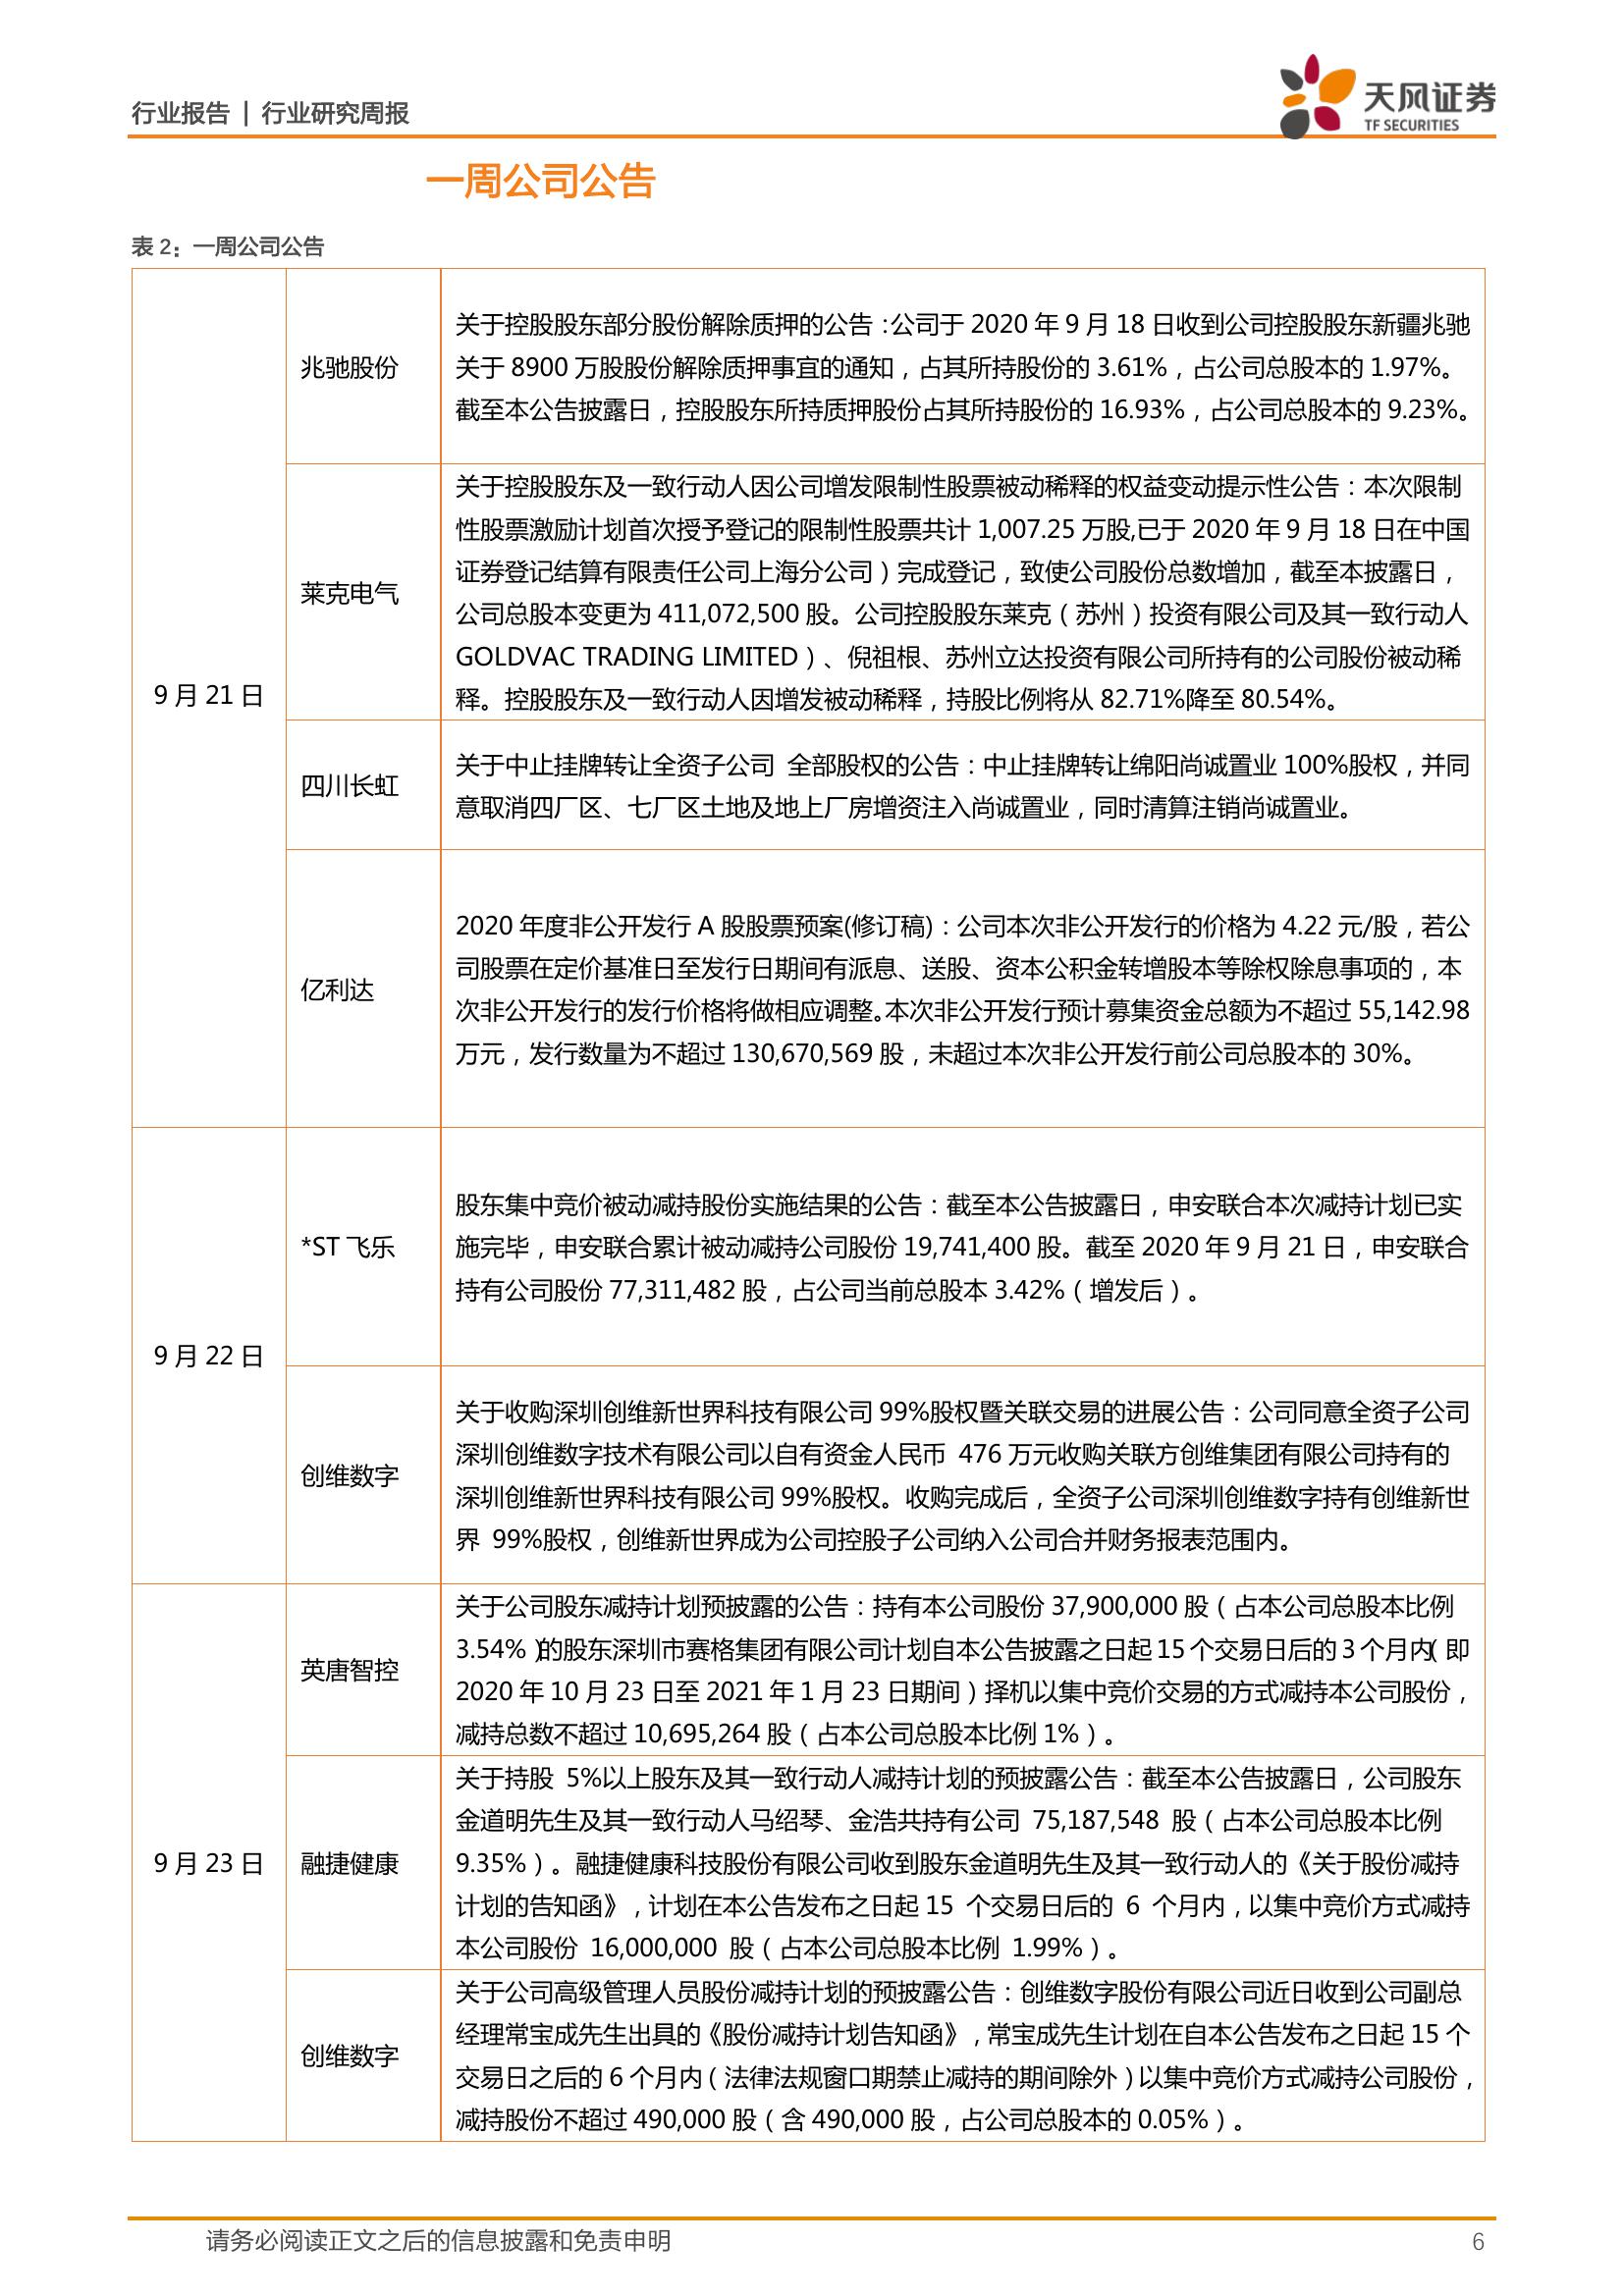 行业报告 | 行业研究周报
天风证券
TF SECURITIES
一周公司公告
表 2：一周公司公告
9 月 21 日
兆驰股份
关于控股股东部分股份解除质押的公告：公司于 2020 年 9 月 18 日收到公司控股股东新疆兆驰
关于 8900 万股股份解除质押事宜的通知，占其所持股份的 3.61%，占公司总股本的 1.97%。
截至本公告披露日，控股股东所持质押股份占其所持股份的 16.93%，占公司总股本的 9.23%。
莱克电气
关于控股股东及一致行动人因公司增发限制性股票被动稀释的权益变动提示性公告：本次限制
性股票激励计划首次授予登记的限制性股票共计 1,007.25 万股,已于 2020 年 9 月 18 日在中国
证券登记结算有限责任公司上海分公司）完成登记，致使公司股份总数增加，截至本披露日，
公司总股本变更为 411,072,500 股。公司控股股东莱克（苏州）投资有限公司及其一致行动人
GOLDVAC TRADING LIMITED）、倪祖根、苏州立达投资有限公司所持有的公司股份被动稀
释。控股股东及一致行动人因增发被动稀释，持股比例将从 82.71%降至 80.54%。
四川长虹
关于中止挂牌转让全资子公司 全部股权的公告：中止挂牌转让绵阳尚诚置业 100%股权，并同
意取消四厂区、七厂区土地及地上厂房增资注入尚诚置业，同时清算注销尚诚置业。
亿利达
2020 年度非公开发行 A 股股票预案(修订稿)：公司本次非公开发行的价格为 4.22 元/股，若公
司股票在定价基准日至发行日期间有派息、送股、资本公积金转增股本等除权除息事项的，本
次非公开发行的发行价格将做相应调整。本次非公开发行预计募集资金总额为不超过 55,142.98
万元，发行数量为不超过 130,670,569 股，未超过本次非公开发行前公司总股本的 30%。
9 月 22 日
*ST 飞乐
股东集中竞价被动减持股份实施结果的公告：截至本公告披露日，申安联合本次减持计划已实
施完毕，申安联合累计被动减持公司股份 19,741,400 股。截至 2020 年 9 月 21 日，申安联合
持有公司股份 77,311,482 股，占公司当前总股本 3.42%（增发后）。
创维数字
关于收购深圳创维新世界科技有限公司 99%股权暨关联交易的进展公告：公司同意全资子公司
深圳创维数字技术有限公司以自有资金人民币 476 万元收购关联方创维集团有限公司持有的
深圳创维新世界科技有限公司 99%股权。收购完成后，全资子公司深圳创维数字持有创维新世
界 99%股权，创维新世界成为公司控股子公司纳入公司合并财务报表范围内。
9 月 23 日
英唐智控
关于公司股东减持计划预披露的公告：持有本公司股份 37,900,000 股（占本公司总股本比例
3.54%）的股东深圳市赛格集团有限公司计划自本公告披露之日起 15 个交易日后的 3 个月内（即
2020 年 10 月 23 日至 2021 年 1 月 23 日期间）择机以集中竞价交易的方式减持本公司股份，
减持总数不超过 10,695,264 股（占本公司总股本比例 1%）。
融捷健康
关于持股 5%以上股东及其一致行动人减持计划的预披露公告：截至本公告披露日，公司股东
金道明先生及其一致行动人马绍琴、金浩共持有公司 75,187,548 股（占本公司总股本比例
9.35%）。融捷健康科技股份有限公司收到股东金道明先生及其一致行动人的《关于股份减持
计划的告知函》，计划在本公告发布之日起 15 个交易日后的 6 个月内，以集中竞价方式减持
本公司股份 16,000,000 股（占本公司总股本比例 1.99%）。
创维数字
关于公司高级管理人员股份减持计划的预披露公告：创维数字股份有限公司近日收到公司副总
经理常宝成先生出具的《股份减持计划告知函》，常宝成先生计划在自本公告发布之日起 15 个
交易日之后的 6 个月内（法律法规窗口期禁止减持的期间除外）以集中竞价方式减持公司股份，
减持股份不超过 490,000 股（含 490,000 股，占公司总股本的 0.05%）。
请务必阅读正文之后的信息披露和免责申明
6